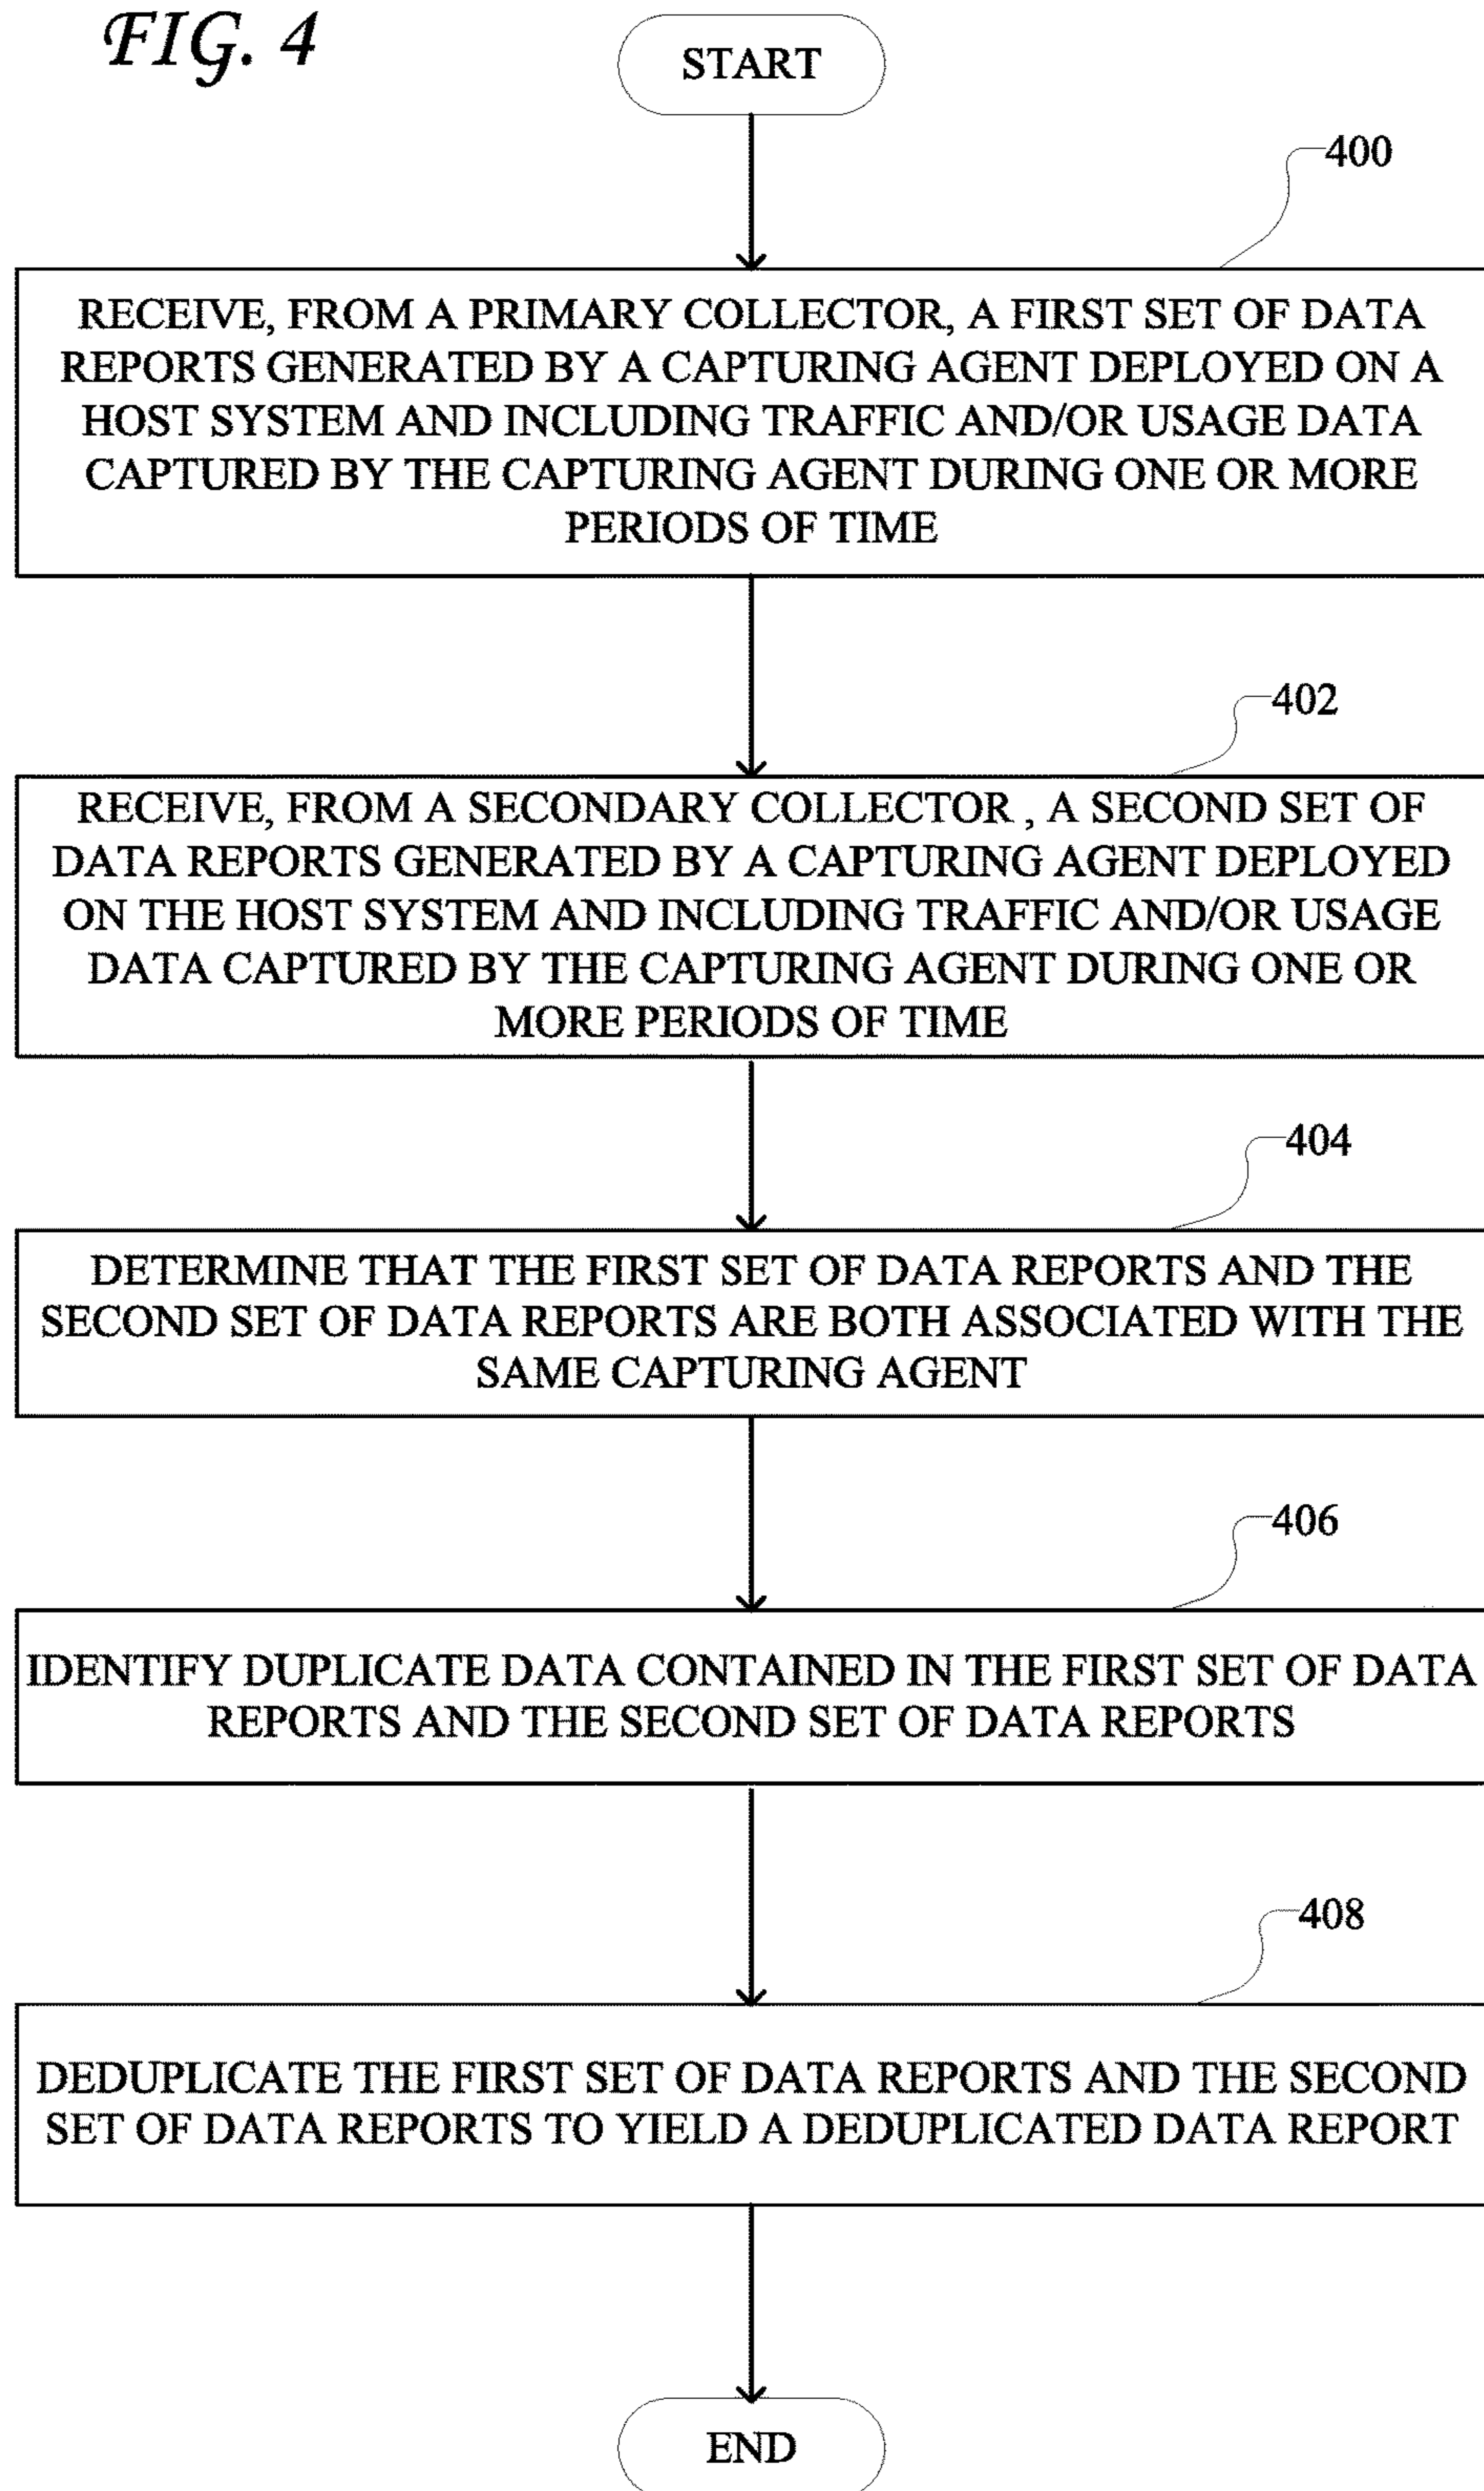 FIG. 4
START
400
RECEIVE, FROM A PRIMARY COLLECTOR, A FIRST SET OF DATA
REPORTS GENERATED BY A CAPTURING AGENT DEPLOYED ON A
HOST SYSTEM AND INCLUDING TRAFFIC AND/OR USAGE DATA
CAPTURED BY THE CAPTURING AGENT DURING ONE OR MORE
PERIODS OF TIME
402
RECEIVE, FROM A SECONDARY COLLECTOR , A SECOND SET OF
DATA REPORTS GENERATED BY A CAPTURING AGENT DEPLOYED
ON THE HOST SYSTEM AND INCLUDING TRAFFIC AND/OR USAGE
DATA CAPTURED BY THE CAPTURING AGENT DURING ONE OR
MORE PERIODS OF TIME
404
DETERMINE THAT THE FIRST SET OF DATA REPORTS AND THE
SECOND SET OF DATA REPORTS ARE BOTH ASSOCIATED WITH THE
SAME CAPTURING AGENT
406
IDENTIFY DUPLICATE DATA CONTAINED IN THE FIRST SET OF DATA
REPORTS AND THE SECOND SET OF DATA REPORTS
408
DEDUPLICATE THE FIRST SET OF DATA REPORTS AND THE SECOND
SET OF DATA REPORTS TO YIELD A DEDUPLICATED DATA REPORT
END